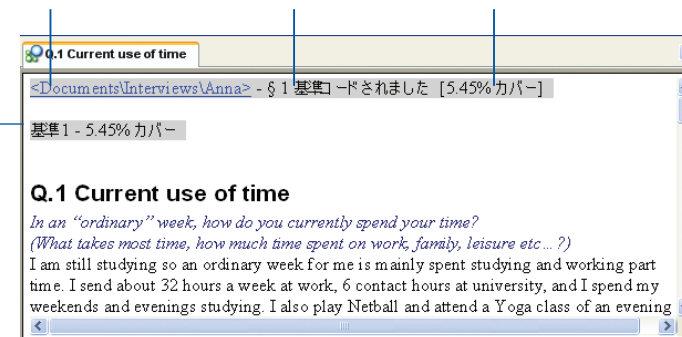 Q.1 Current use of time
<Documents\Interviews\Anna> - § 1 基準コードされました [5.45% カバー]
基準1 - 5.45% カバー
Q.1 Current use of time
In an “ordinary” week, how do you currently spend your time?
(What takes most time, how much time spent on work, family, leisure etc…?)
I am still studying so an ordinary week for me is mainly spent studying and working part
time. I send about 32 hours a week at work, 6 contact hours at university, and I spend my
weekends and evenings studying. I also play Netball and attend a Yoga class of an evening